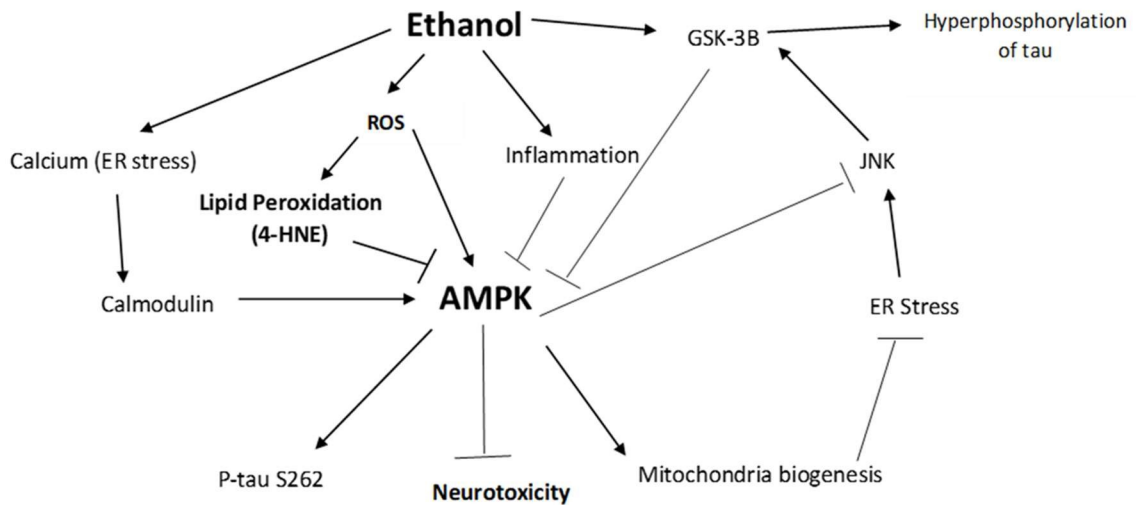 Ethanol
GSK-3B
Hyperphosphorylation
of tau
ROS
Calcium (ER stress)
Inflammation
JNK
Lipid Peroxidation
(4-HNE)
Calmodulin
AMPK
ER Stress
P-tau S262
Neurotoxicity
Mitochondria biogenesis